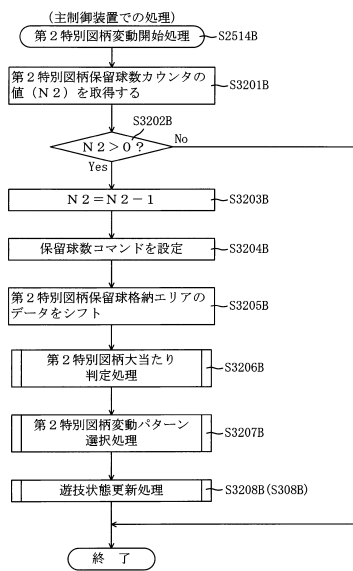 (主制御装置での処理)
第2特別図柄変動開始処理
S2514B
第2特別図柄保留球数カウンタの
値(N2)を取得する
S3201B
S3202B
N2>0?
No
Yes
N2=N2-1
S3203B
保留球数コマンドを設定
S3204B
第2特別図柄保留球格納エリアの
データをシフト
S3205B
第2特別図柄大当たり
判定処理
S3206B
第2特別図柄変動パターン
選択処理
S3207B
遊技状態更新処理
S3208B(S308B)
終 了